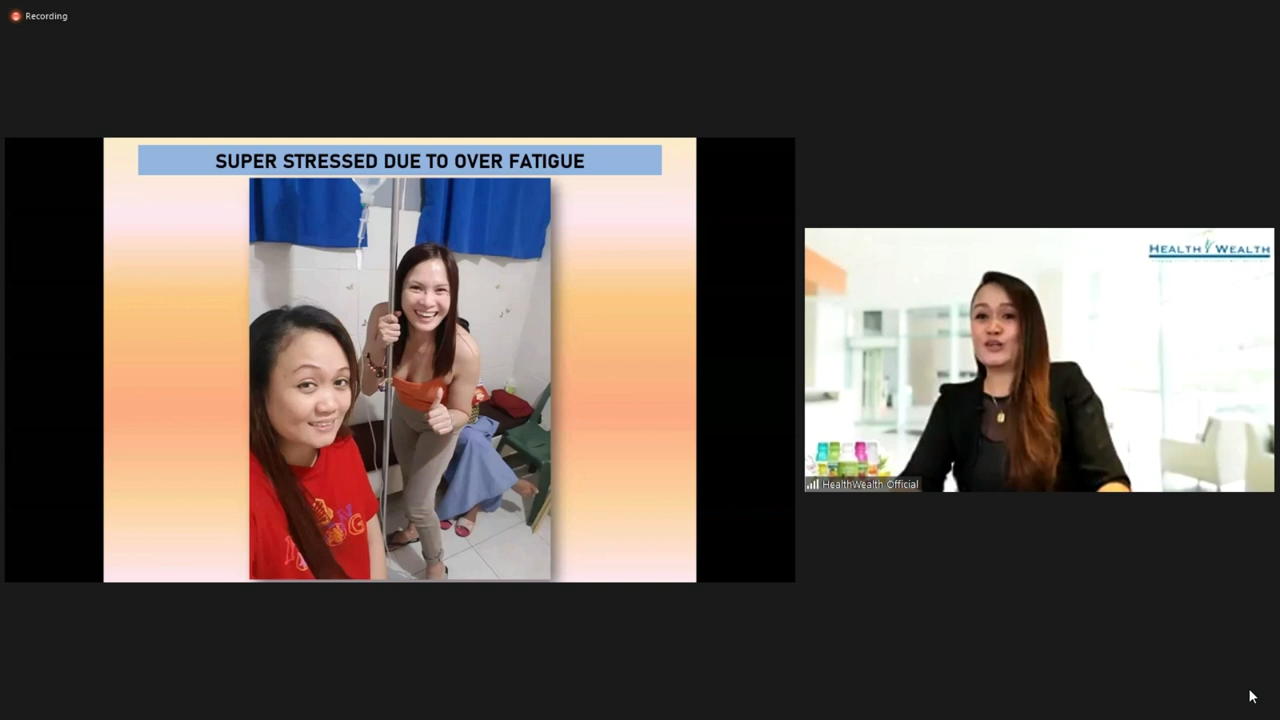 Recording
SUPER STRESSED DUE TO OVER FATIGUE
HEALTH WEALTH
HealthWealth Official